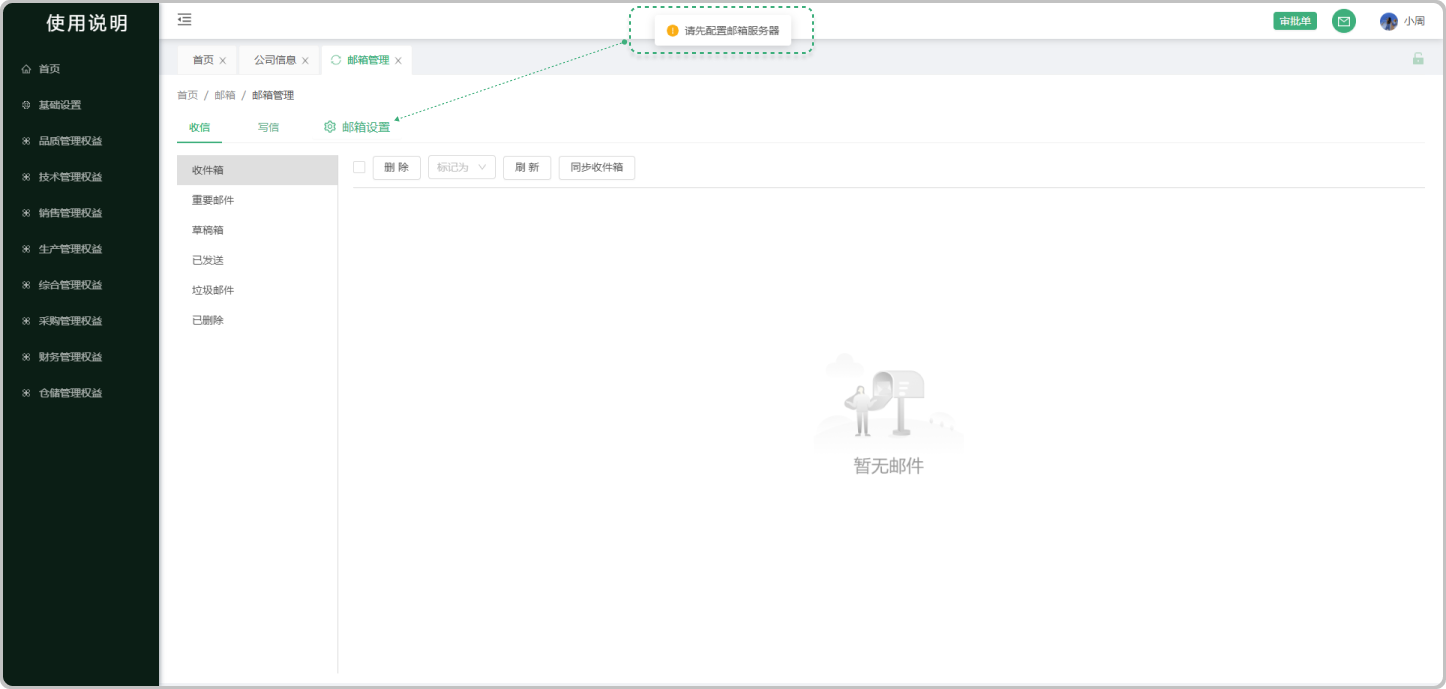 使用说明
首页
基础设置
品质管理权益
技术管理权益
销售管理权益
生产管理权益
综合管理权益
采购管理权益
财务管理权益
仓储管理权益
请先配置邮箱服务器
审批单
小周
首页
公司信息
邮箱管理
首页 / 邮箱 / 邮箱管理
收信
写信
邮箱设置
收件箱
重要邮件
草稿箱
已发送
垃圾邮件
已删除
删 除
标记为
刷 新
同步收件箱
暂无邮件